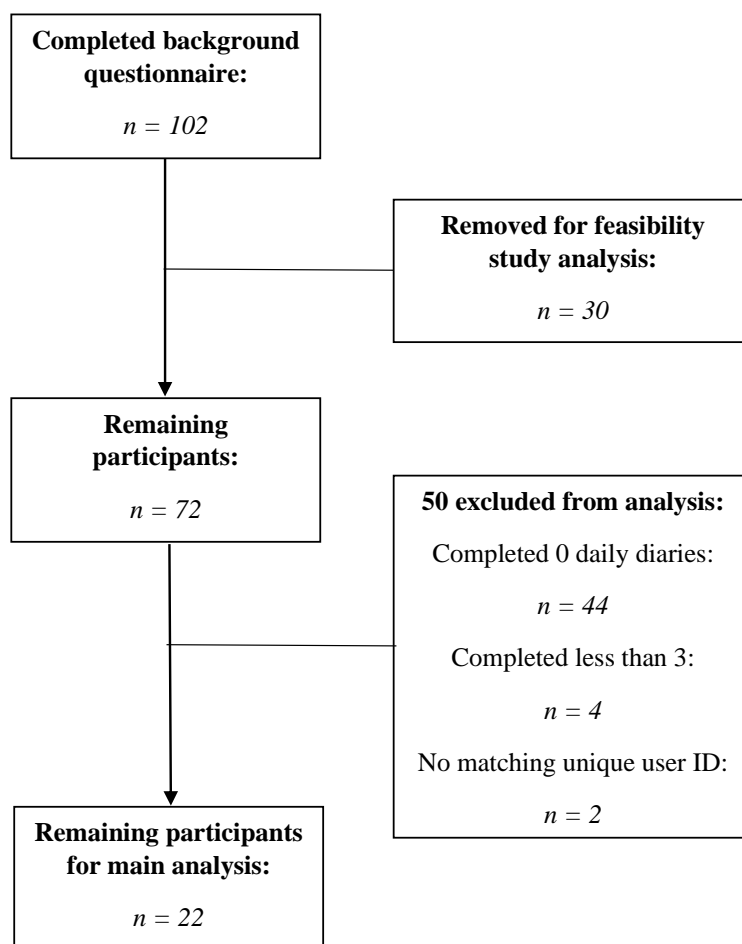 Completed background
questionnaire:
n = 102
Removed for feasibility
study analysis:
n = 30
Remaining
participants:
n = 72
50 excluded from analysis:
Completed 0 daily diaries:
n = 44
Completed less than 3:
n = 4
No matching unique user ID:
n = 2
Remaining participants
for main analysis:
n = 22